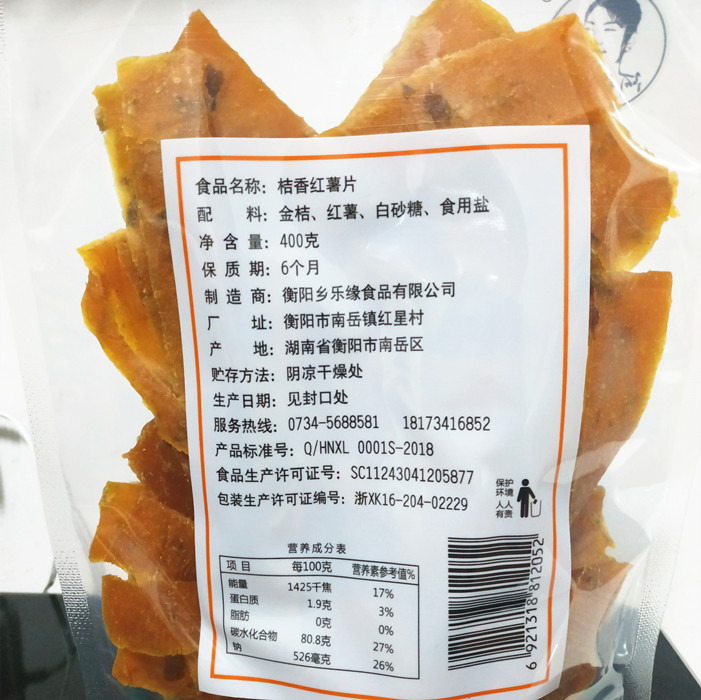 食品名称：桔香红薯片
配　料：金桔、红薯、白砂糖、食用盐
净含量：400克
保质期：6个月
制造商：衡阳乡乐缘食品有限公司
厂　址：衡阳市南岳镇红星村
产　地：湖南省衡阳市南岳区
贮存方法：阴凉干燥处
生产日期：见封口处
服务热线：0734-5688581　18173416852
产品标准号：Q/HNXL 0001S-2018
食品生产许可证号：SC11243041205877
包装生产许可证编号：浙XK16-204-02229
保护
环境
人人
有责
营养成分表
项目　每100克　营养素参考值%
能量　1425千焦　17%
蛋白质　1.9克　3%
脂肪　0克　0%
碳水化合物　80.8克　27%
钠　526毫克　26%
6 921318 812052